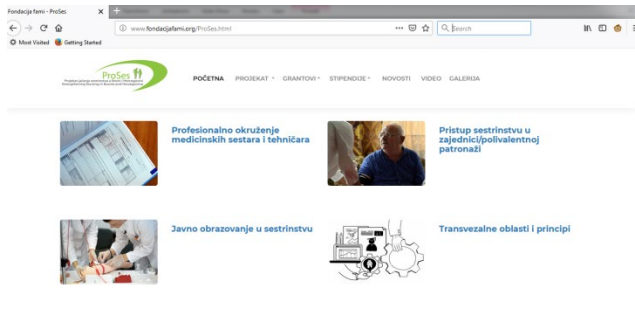 Fondacija fami - ProSes
www.fondacijafami.org/ProSes.html
Search
Most Visited Getting Started
ProSes
POČETNA PROJEKAT GRANTOVI STIPENDIJE NOVOSTI VIDEO GALERIJA
Profesionalno okruženje
medicinskih sestara i tehničara
Pristup sestrinstvu u
zajednici/polivalentnoj
patronaži
Javno obrazovanje u sestrinstvu
Transvezalne oblasti i principi